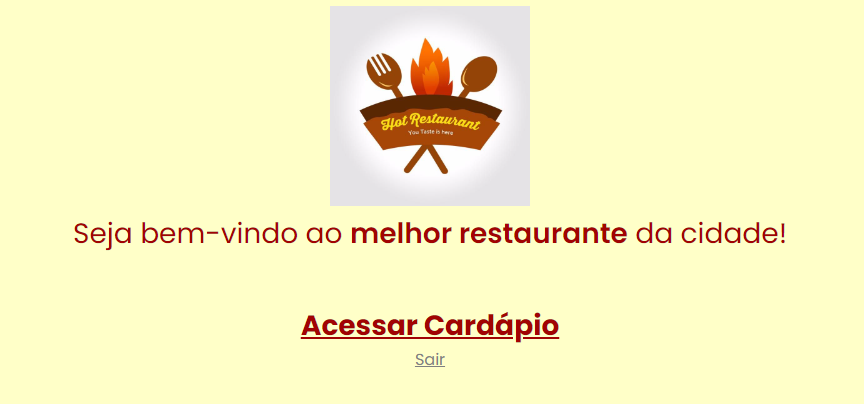 Hot Restaurant
You Taste is here
Seja bem-vindo ao melhor restaurante da cidade!
Acessar Cardápio
Sair